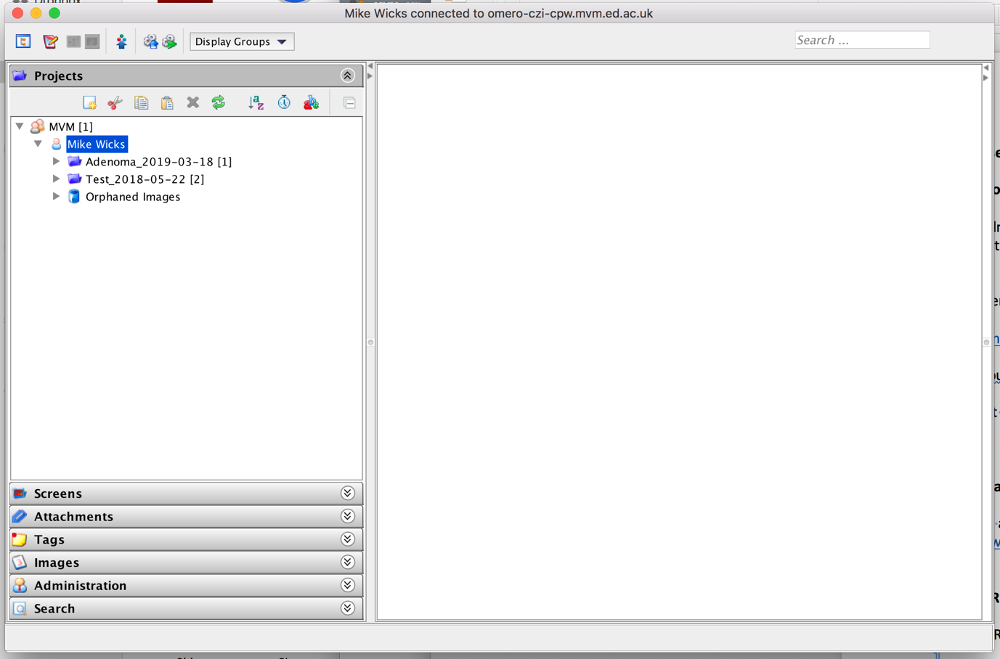 Mike Wicks connected to omero-czi-cpw.mvm.ed.ac.uk
Display Groups
Search ...
Projects
MVM [1]
Mike Wicks
Adenoma_2019-03-18 [1]
Test_2018-05-22 [2]
Orphaned Images
Screens
Attachments
Tags
Images
Administration
Search